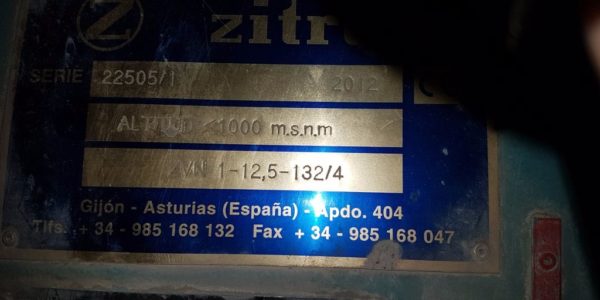 Z zitr
SERIE 22505/1 2012
ALTITUD <1000 m.s.n.m
ZVN 1-12,5-132/4
Gijón - Asturias (España) - Apdo. 404
Tlfs. + 34 - 985 168 132 Fax + 34 - 985 168 047